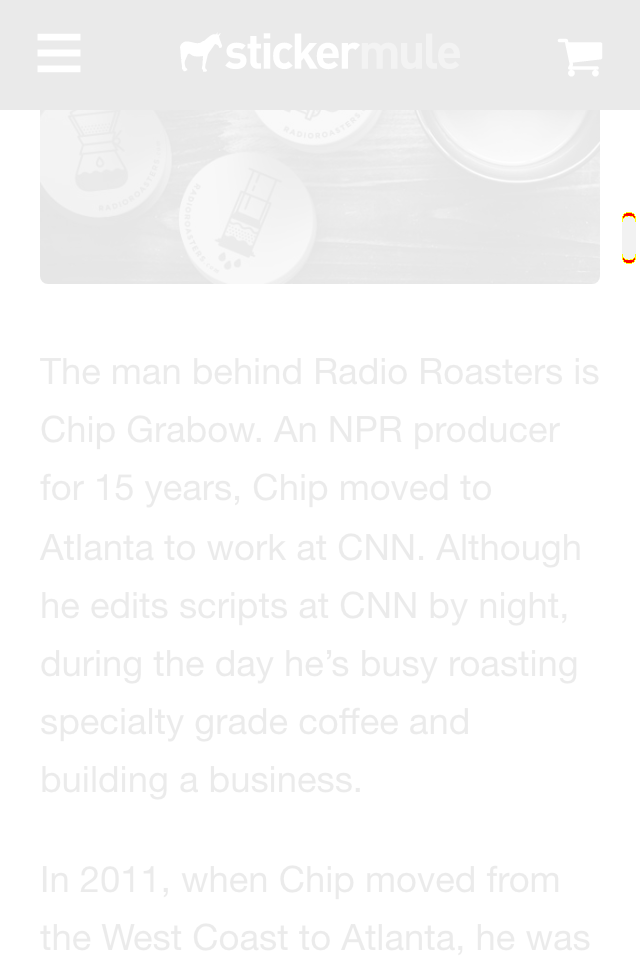 stickermule
RADIOROASTERS
RADIOROASTERS
The man behind Radio Roasters is
Chip Grabow. An NPR producer
for 15 years, Chip moved to
Atlanta to work at CNN. Although
he edits scripts at CNN by night,
during the day he’s busy roasting
specialty grade coffee and
building a business.
In 2011, when Chip moved from
the West Coast to Atlanta, he was